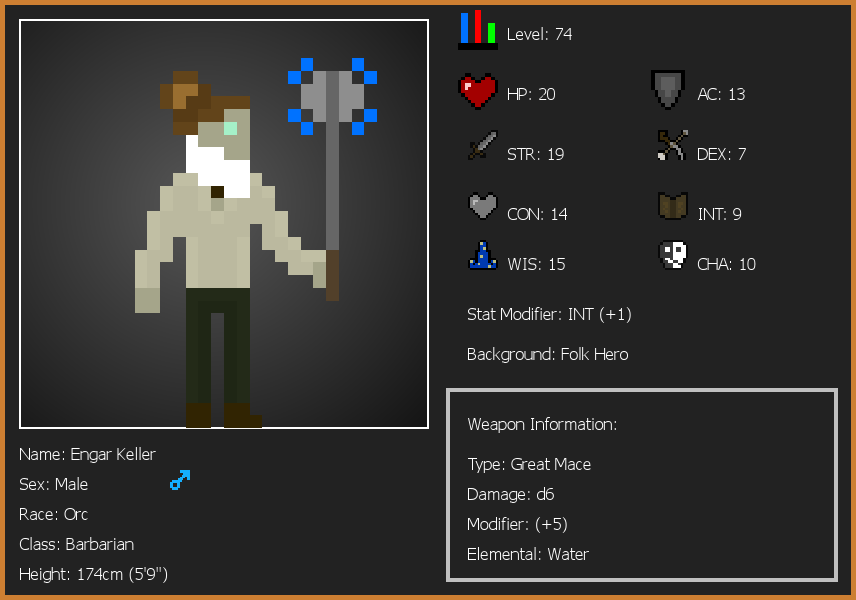 Level: 74
HP: 20
AC: 13
STR: 19
DEX: 7
CON: 14
INT: 9
WIS: 15
CHA: 10
Stat Modifier: INT (+1)
Background: Folk Hero
Weapon Information:
Type: Great Mace
Damage: d6
Modifier: (+5)
Elemental: Water
Name: Engar Keller
Sex: Male
Race: Orc
Class: Barbarian
Height: 174cm (5'9")